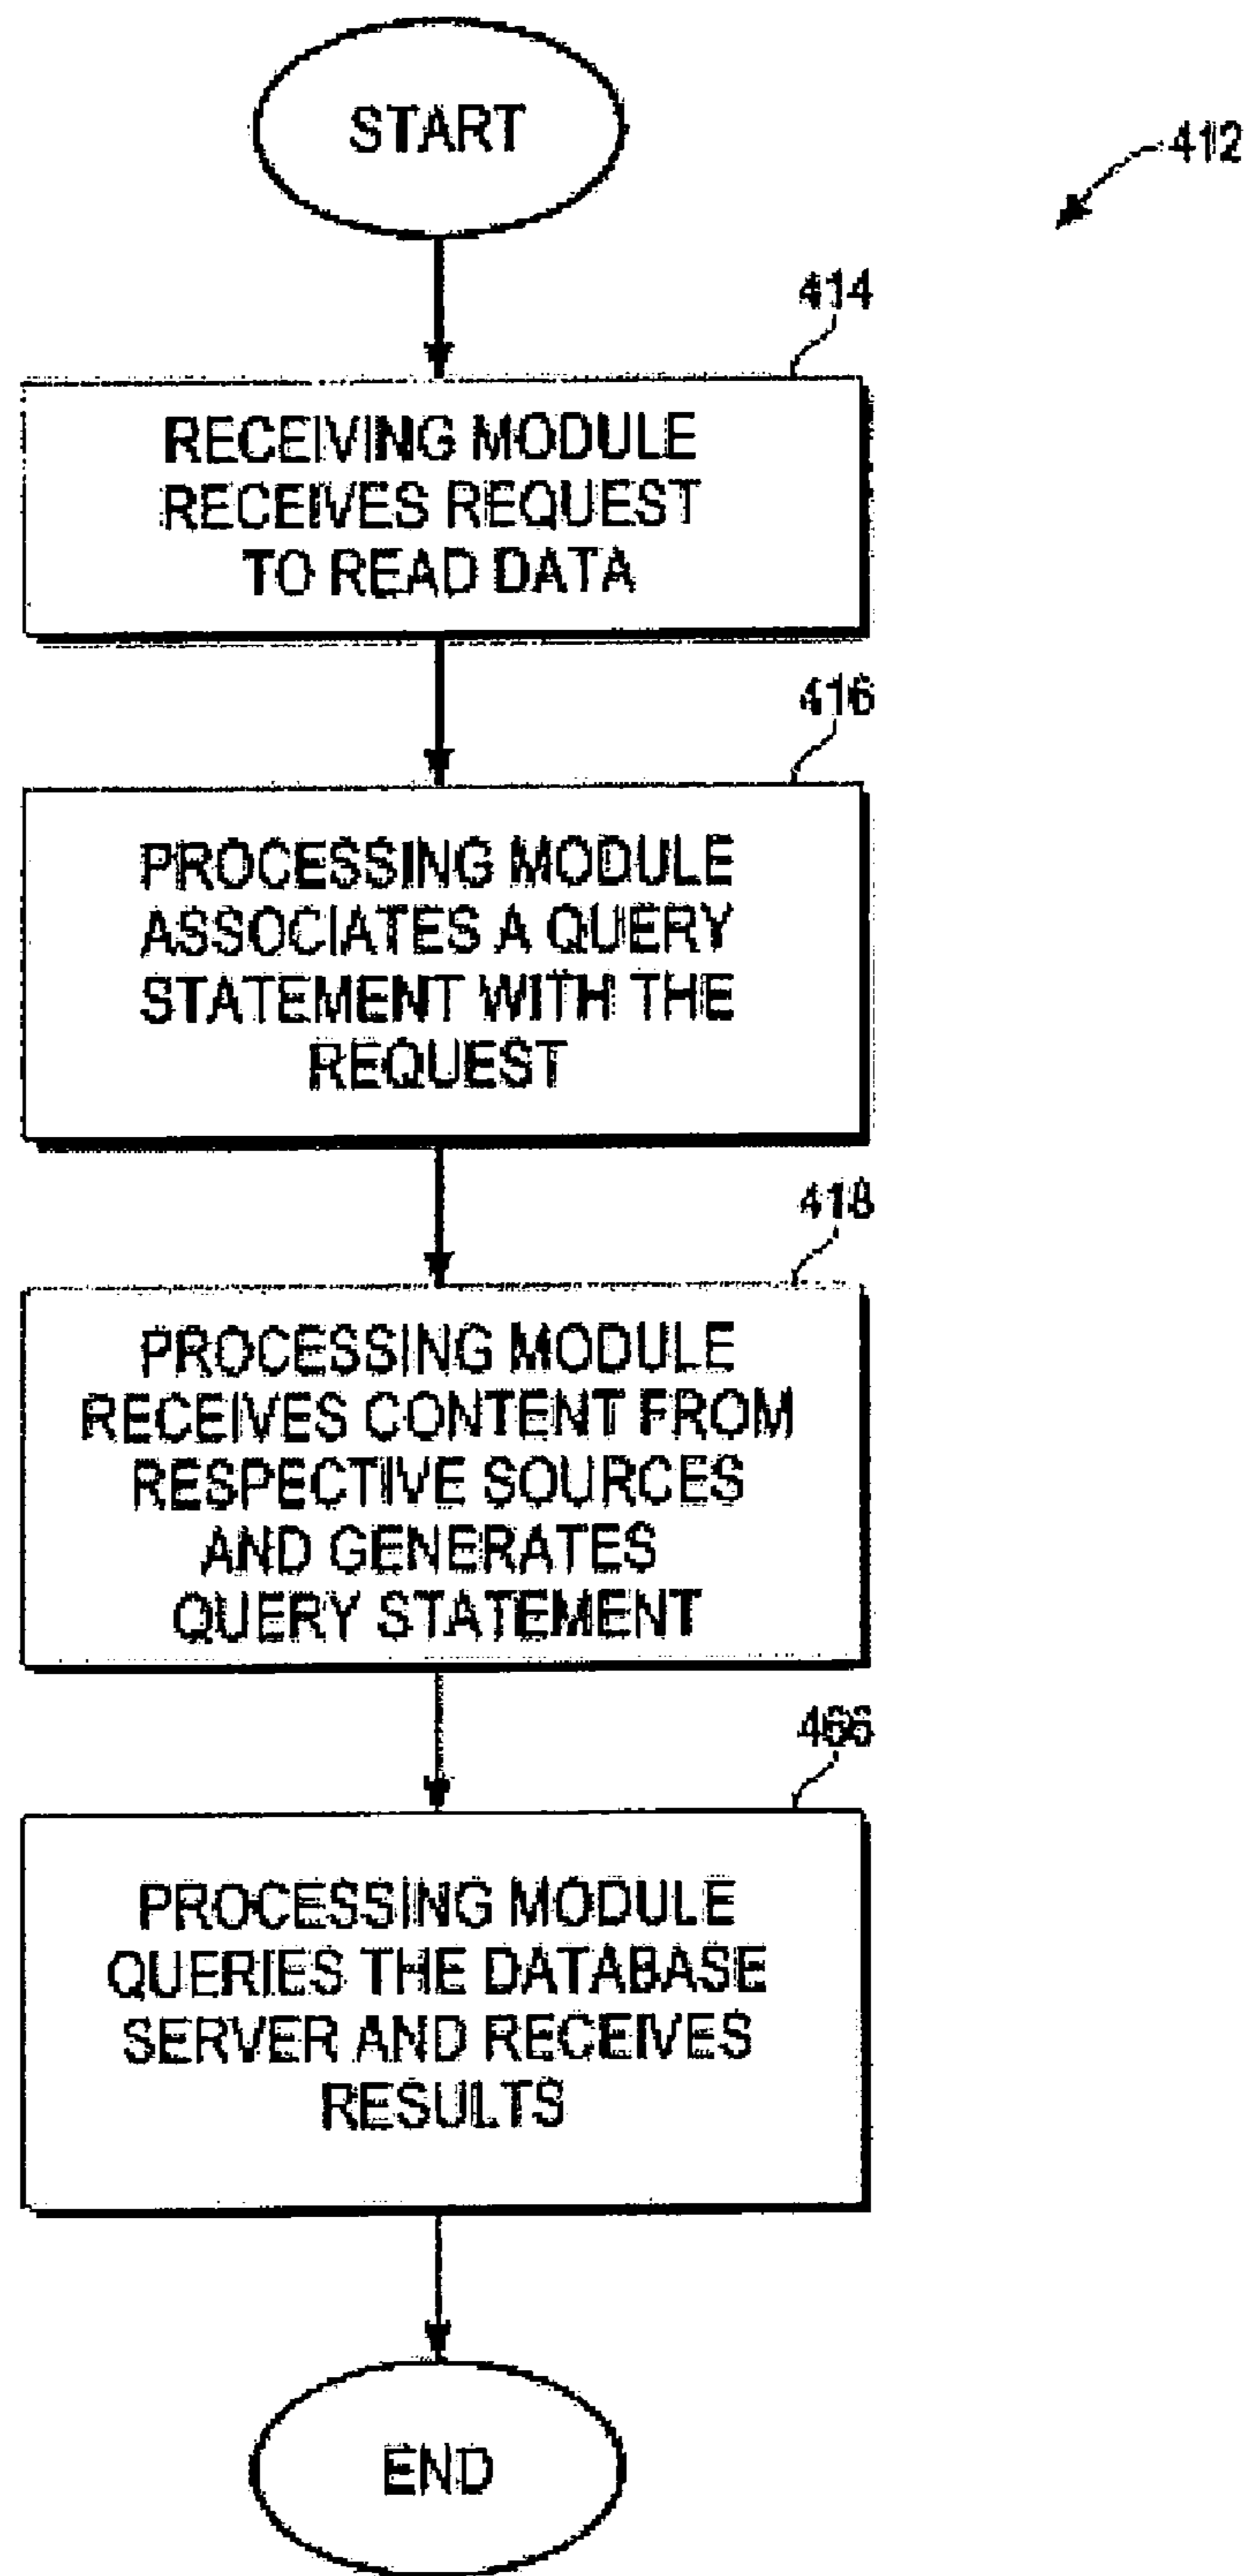 START
412
414
RECEIVING MODULE
RECEIVES REQUEST
TO READ DATA
416
PROCESSING MODULE
ASSOCIATES A QUERY
STATEMENT WITH THE
REQUEST
418
PROCESSING MODULE
RECEIVES CONTENT FROM
RESPECTIVE SOURCES
AND GENERATES
QUERY STATEMENT
466
PROCESSING MODULE
QUERIES THE DATABASE
SERVER AND RECEIVES
RESULTS
END